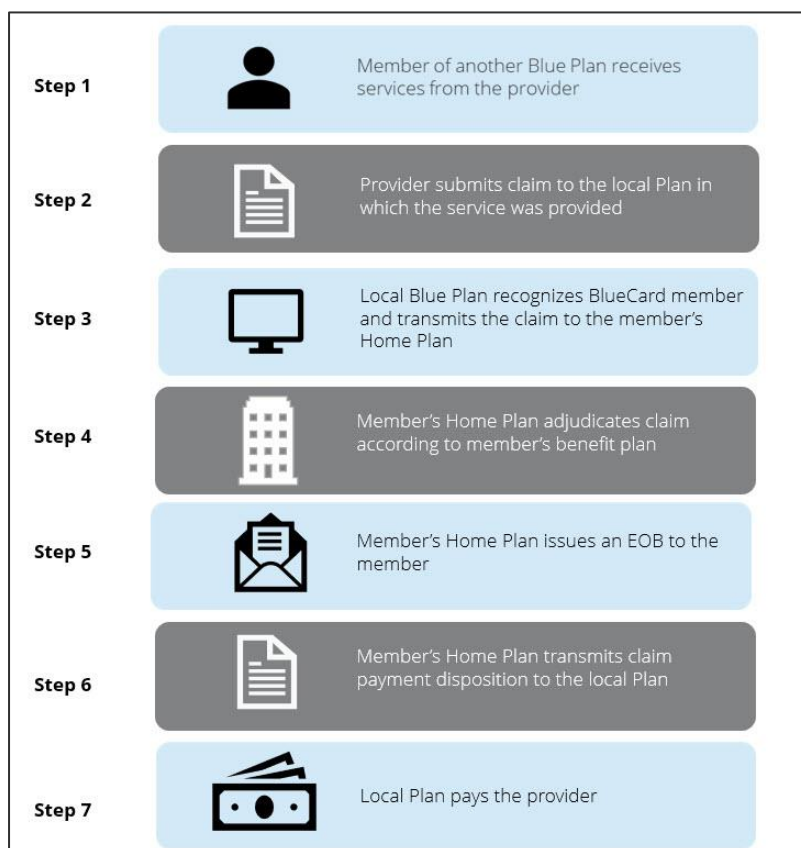 Step 1
Member of another Blue Plan receives
services from the provider
Step 2
Provider submits claim to the local Plan in
which the service was provided
Step 3
Local Blue Plan recognizes BlueCard member
and transmits the claim to the member’s
Home Plan
Step 4
Member’s Home Plan adjudicates claim
according to member’s benefit plan
Step 5
Member’s Home Plan issues an EOB to the
member
Step 6
Member’s Home Plan transmits claim
payment disposition to the local Plan
Step 7
Local Plan pays the provider